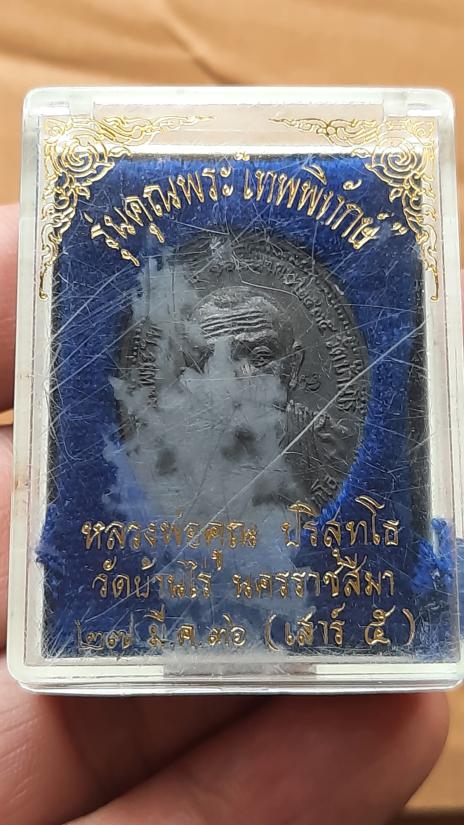 รุ่นคุณพระเทพพิทักษ์
หลวงพ่อคูณ ปริสุทโธ
วัดบ้านไร่ นครราชสีมา
๒๗ มี.ค.๓๖ (เสาร์ ๕)